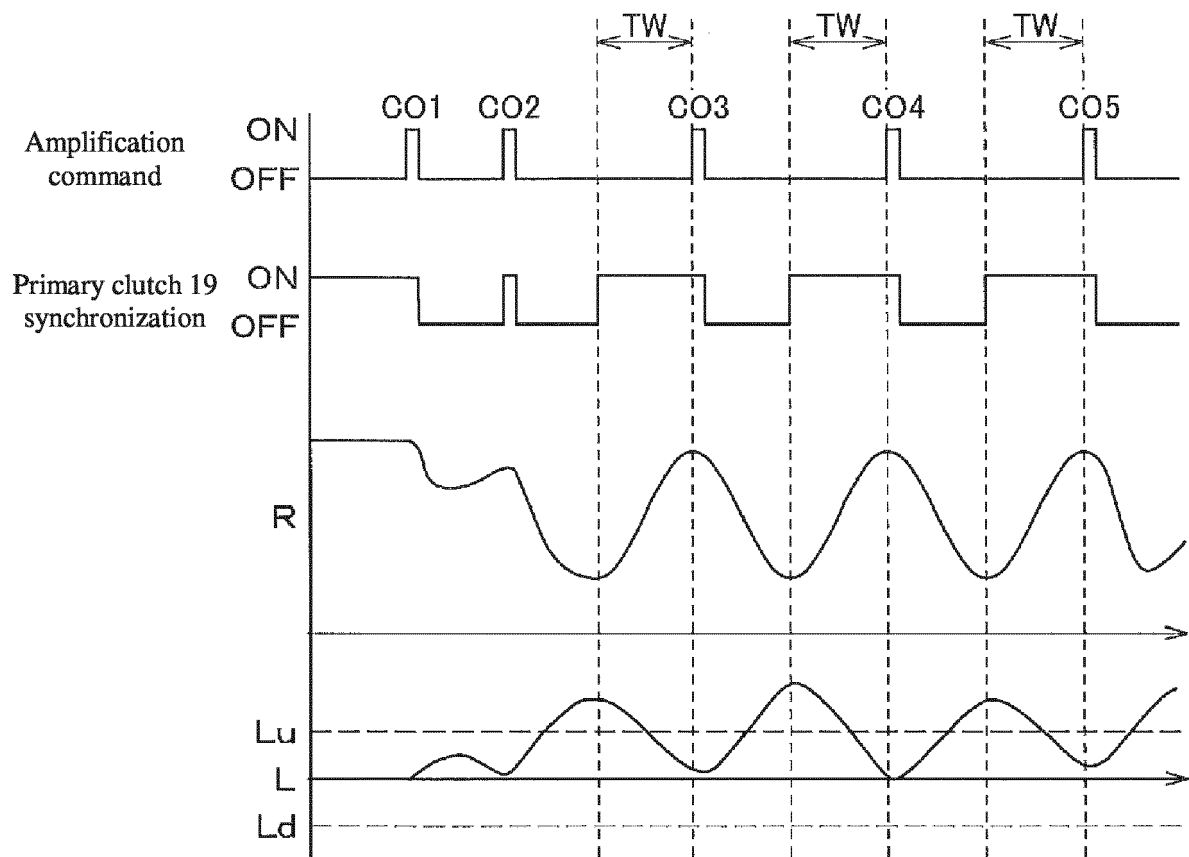 TW TW TW
CO1 CO2 CO3 CO4 CO5
Amplification
command
ON
OFF
Primary clutch 19
synchronization
ON
OFF
R
Lu
L
Ld